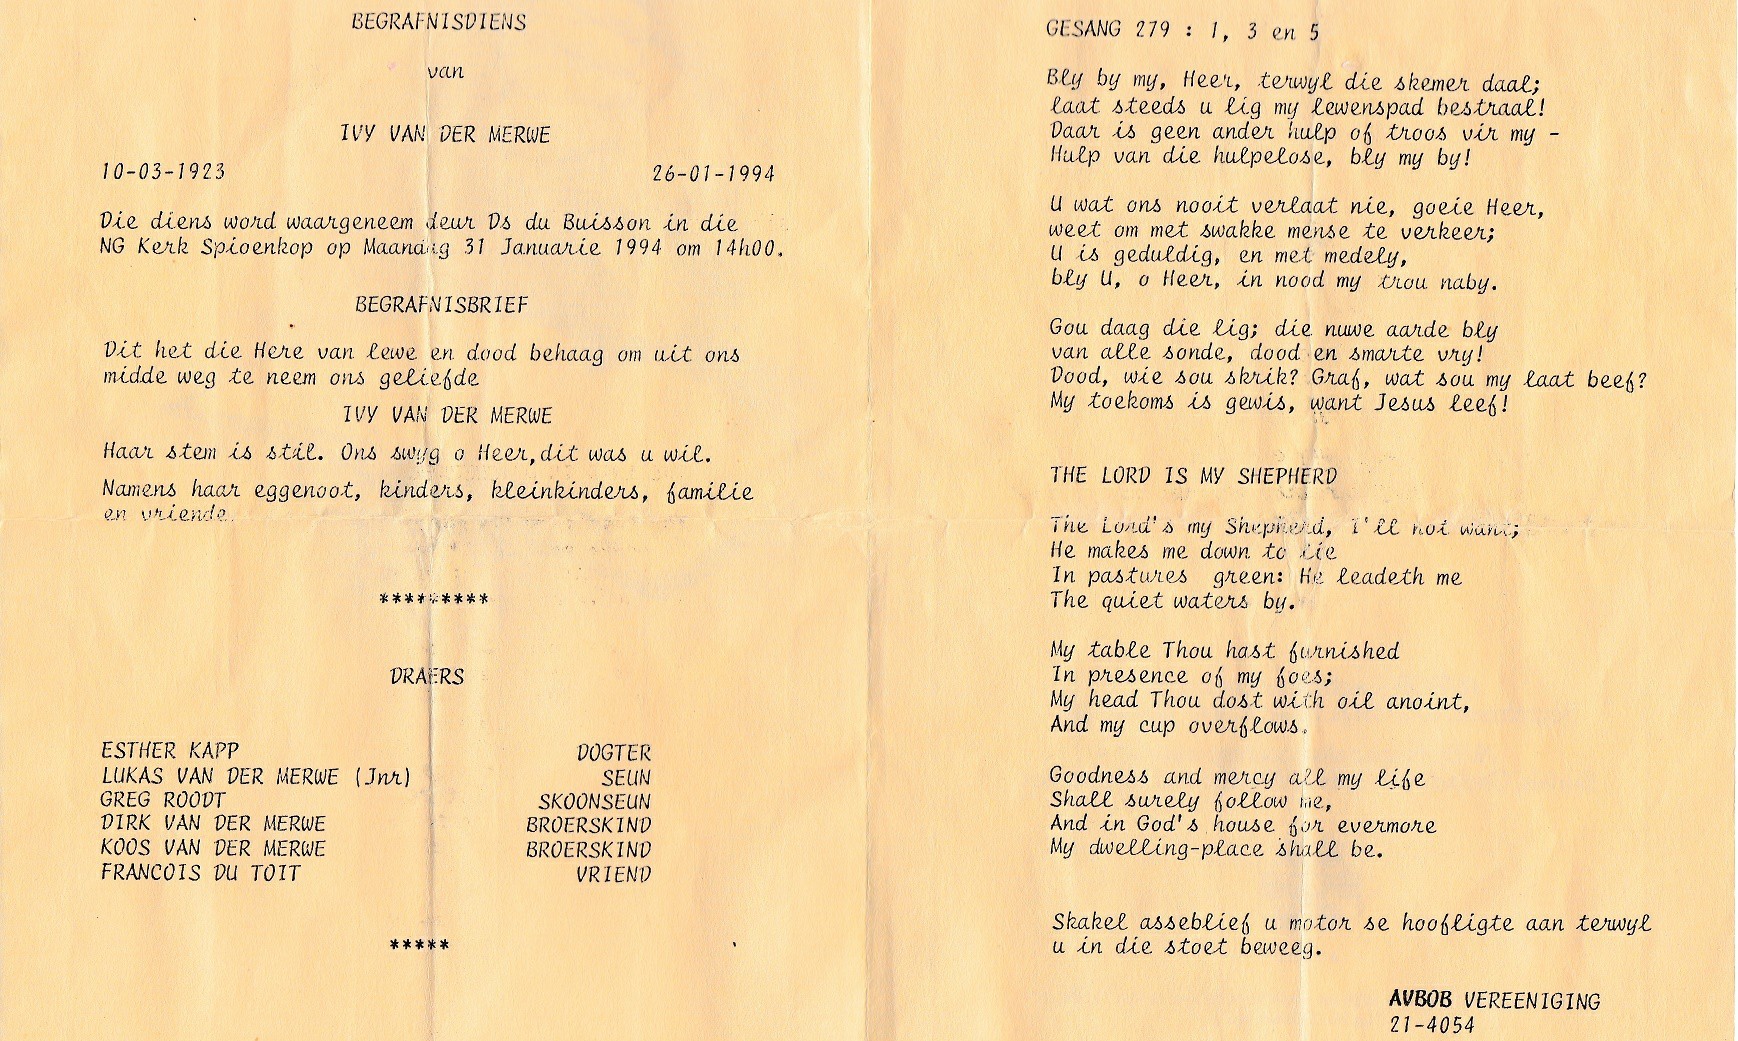 BEGRAFNISDIENS
van
IVY VAN DER MERWE
10-03-1923 26-01-1994
Die diens word waargeneem deur Ds du Buisson in die
NG Kerk Spioenkop op Maandag 31 Januarie 1994 om 14h00.
BEGRAFNISBRIEF
Dit het die Here van lewe en dood behaag om uit ons
midde weg te neem ons geliefde
IVY VAN DER MERWE
Haar stem is stil. Ons swyg o Heer,dit was u wil.
Namens haar eggenoot, kinders, kleinkinders, familie
en vriende.
*********
DRAERS
ESTHER KAPP DOGTER
LUKAS VAN DER MERWE (Jnr) SEUN
GREG ROODT SKOONSEUN
DIRK VAN DER MERWE BROERSKIND
KOOS VAN DER MERWE BROERSKIND
FRANCOIS DU TOIT VRIEND
*****
GESANG 279 : 1, 3 en 5
Bly by my, Heer, terwyl die skemer daal;
laat steeds u lig my lewenspad bestraal!
Daar is geen ander hulp of troos vir my -
Hulp van die hulpelose, bly my by!
U wat ons nooit verlaat nie, goeie Heer,
weet om met swakke mense te verkeer;
U is geduldig, en met medely,
bly U, o Heer, in nood my trou naby.
Gou daag die lig; die nuwe aarde bly
van alle sonde, dood en smarte vry!
Dood, wie sou skrik? Graf, wat sou my laat beef?
My toekoms is gewis, want Jesus leef!
THE LORD IS MY SHEPHERD
The Lord's my Shepherd, I'll not want;
He makes me down to lie
In pastures green: He leadeth me
The quiet waters by.
My table Thou hast furnished
In presence of my foes;
My head Thou dost with oil anoint,
And my cup overflows.
Goodness and mercy all my life
Shall surely follow me,
And in God's house for evermore
My dwelling-place shall be.
Skakel asseblief u motor se hoofligte aan terwyl
u in die stoet beweeg.
AVBOB VEREENIGING
21-4054